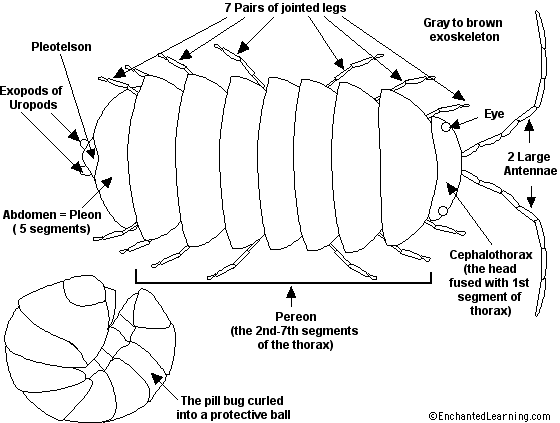 7 Pairs of jointed legs
Gray to brown
exoskeleton
Pleotelson
Exopods of
Uropods
Eye
2 Large
Antennae
Abdomen = Pleon
( 5 segments)
Cephalothorax
(the head
fused with 1st
segment of
thorax)
Pereon
(the 2nd-7th segments
of the thorax)
The pill bug curled
into a protective ball
©EnchantedLearning.com